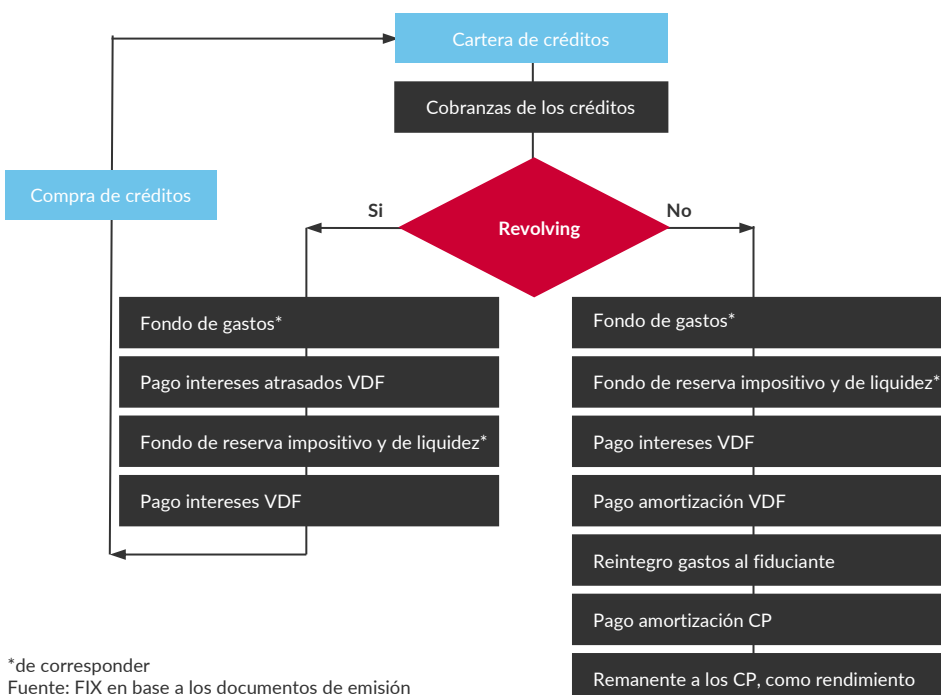 Cartera de créditos
Cobranzas de los créditos
Compra de créditos
Si
No
Revolving
Fondo de gastos*
Pago intereses atrasados VDF
Fondo de reserva impositivo y de liquidez*
Pago intereses VDF
Fondo de gastos*
Fondo de reserva impositivo y de liquidez*
Pago intereses VDF
Pago amortización VDF
Reintegro gastos al fiduciante
Pago amortización CP
Remanente a los CP, como rendimiento
*de corresponder
Fuente: FIX en base a los documentos de emisión